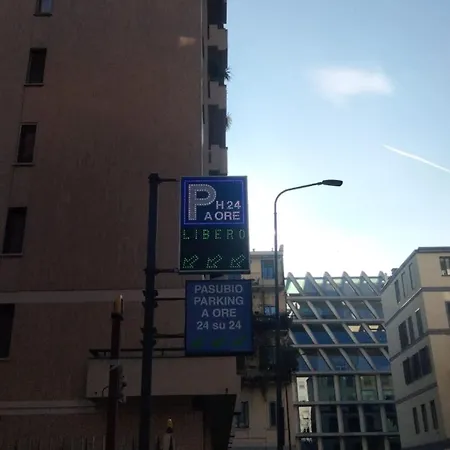 P H 24
A ORE
LIBERO
↙ ↙ ↙
PASUBIO
PARKING
A ORE
24 su 24